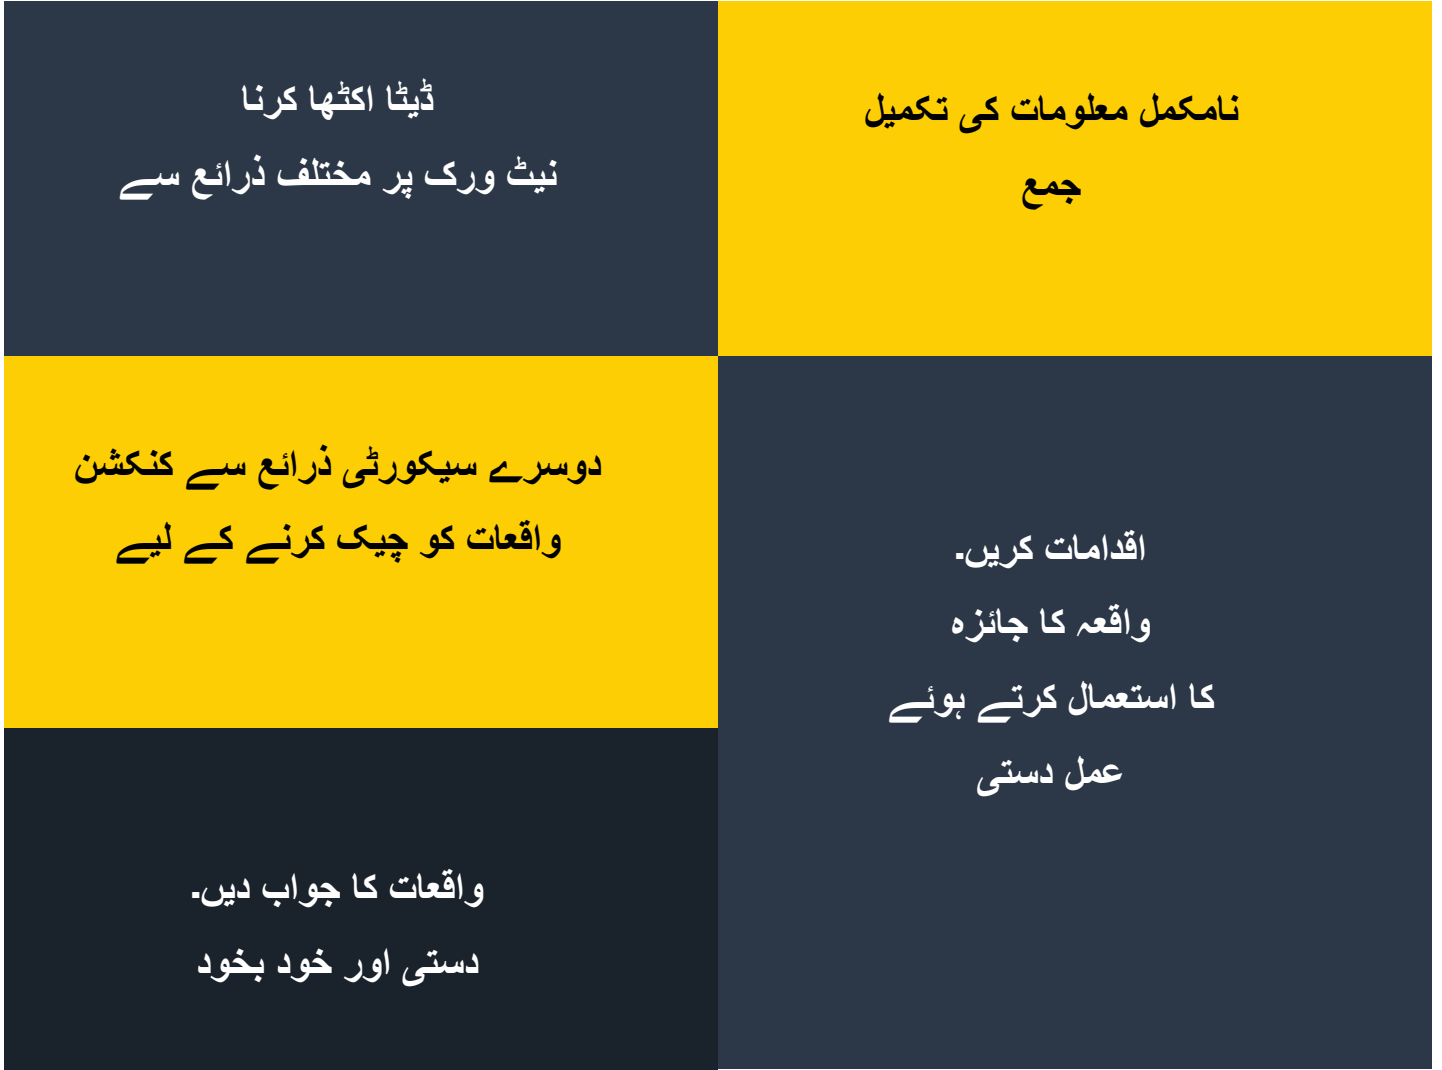 نامکمل معلومات کی تکمیل
جمع
ڈیٹا اکٹھا کرنا
نیٹ ورک پر مختلف ذرائع سے
اقدامات کریں۔
واقعہ کا جائزہ
کا استعمال کرتے ہوئے
عمل دستی
دوسرے سیکورٹی ذرائع سے کنکشن
واقعات کو چیک کرنے کے لیے
واقعات کا جواب دیں۔
دستی اور خود بخود